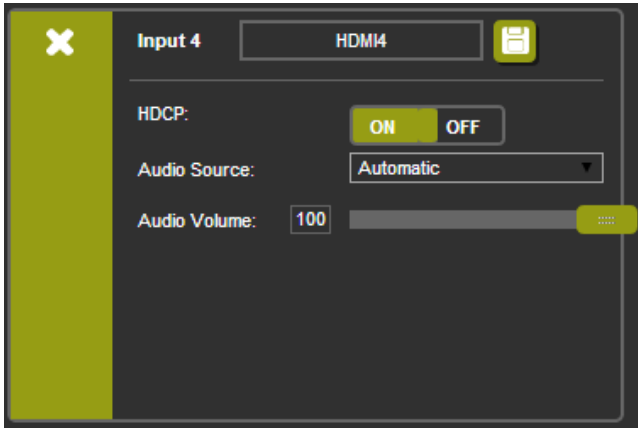 Input 4 HDMI4
HDCP: ON OFF
Audio Source: Automatic
Audio Volume: 100